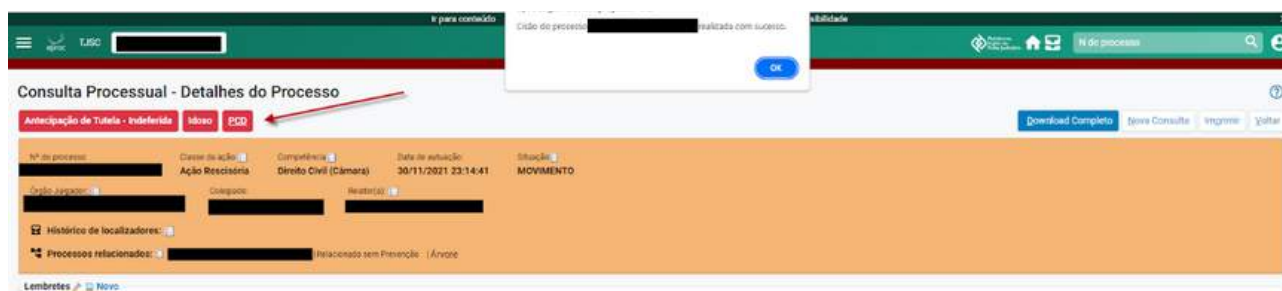 Ir para conteúdo
Cisão do processo realizada com sucesso.
OK
eproc TJSC
Nº de processo
Consulta Processual - Detalhes do Processo
Antecipação de Tutela - Indeferida Idoso PCD
Download Completo Nova Consulta Imprimir Voltar
Nº do processo Classe da ação: Competência: Data de autuação: Situação:
Ação Rescisória Direito Civil (Câmara) 30/11/2021 23:14:41 MOVIMENTO
Órgão Julgador: Colegiado: Relator(a):
Histórico de localizadores:
Processos relacionados: Relacionado sem Prevenção | Árvore
Lembretes Novo